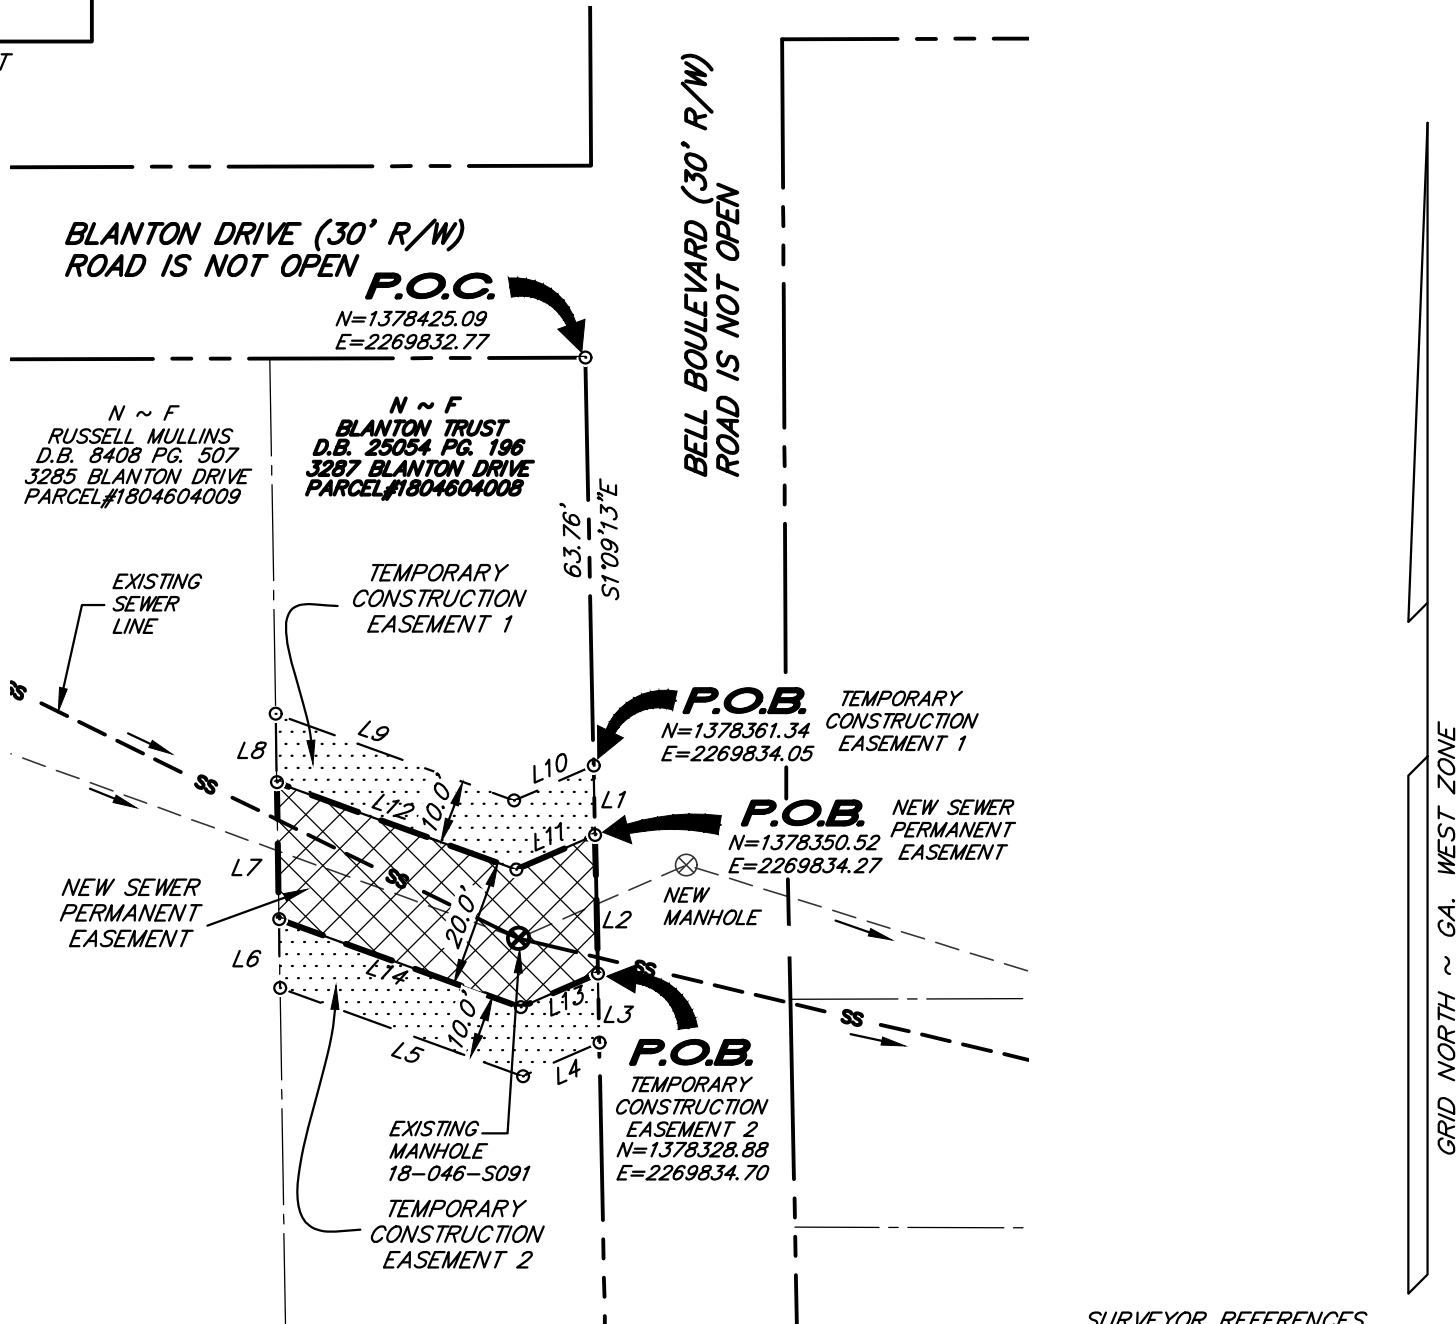 T
BLANTON DRIVE (30' R/W)
ROAD IS NOT OPEN
P.O.C.
N=1378425.09
E=2269832.77
BELL BOULEVARD (30' R/W)
ROAD IS NOT OPEN
N ~ F
RUSSELL MULLINS
D.B. 8408 PG. 507
3285 BLANTON DRIVE
PARCEL#1804604009
N ~ F
BLANTON TRUST
D.B. 25054 PG. 196
3287 BLANTON DRIVE
PARCEL#1804604008
63.76'
S1°09'13"E
EXISTING
SEWER
LINE
TEMPORARY
CONSTRUCTION
EASEMENT 1
SS
P.O.B.
N=1378361.34
E=2269834.05
TEMPORARY
CONSTRUCTION
EASEMENT 1
L8
L9
L10
L1
SS
L12
10.0'
L11
P.O.B.
N=1378350.52
E=2269834.27
NEW SEWER
PERMANENT
EASEMENT
L7
SS
NEW SEWER
PERMANENT
EASEMENT
20.0'
L2
NEW
MANHOLE
L6
L14
SS
L13
L3
10.0'
L5
L4
SS
P.O.B.
TEMPORARY
CONSTRUCTION
EASEMENT 2
N=1378328.88
E=2269834.70
EXISTING
MANHOLE
18-046-S091
TEMPORARY
CONSTRUCTION
EASEMENT 2
GRID NORTH ~ GA. WEST ZONE
SURVEYOR REFERENCES